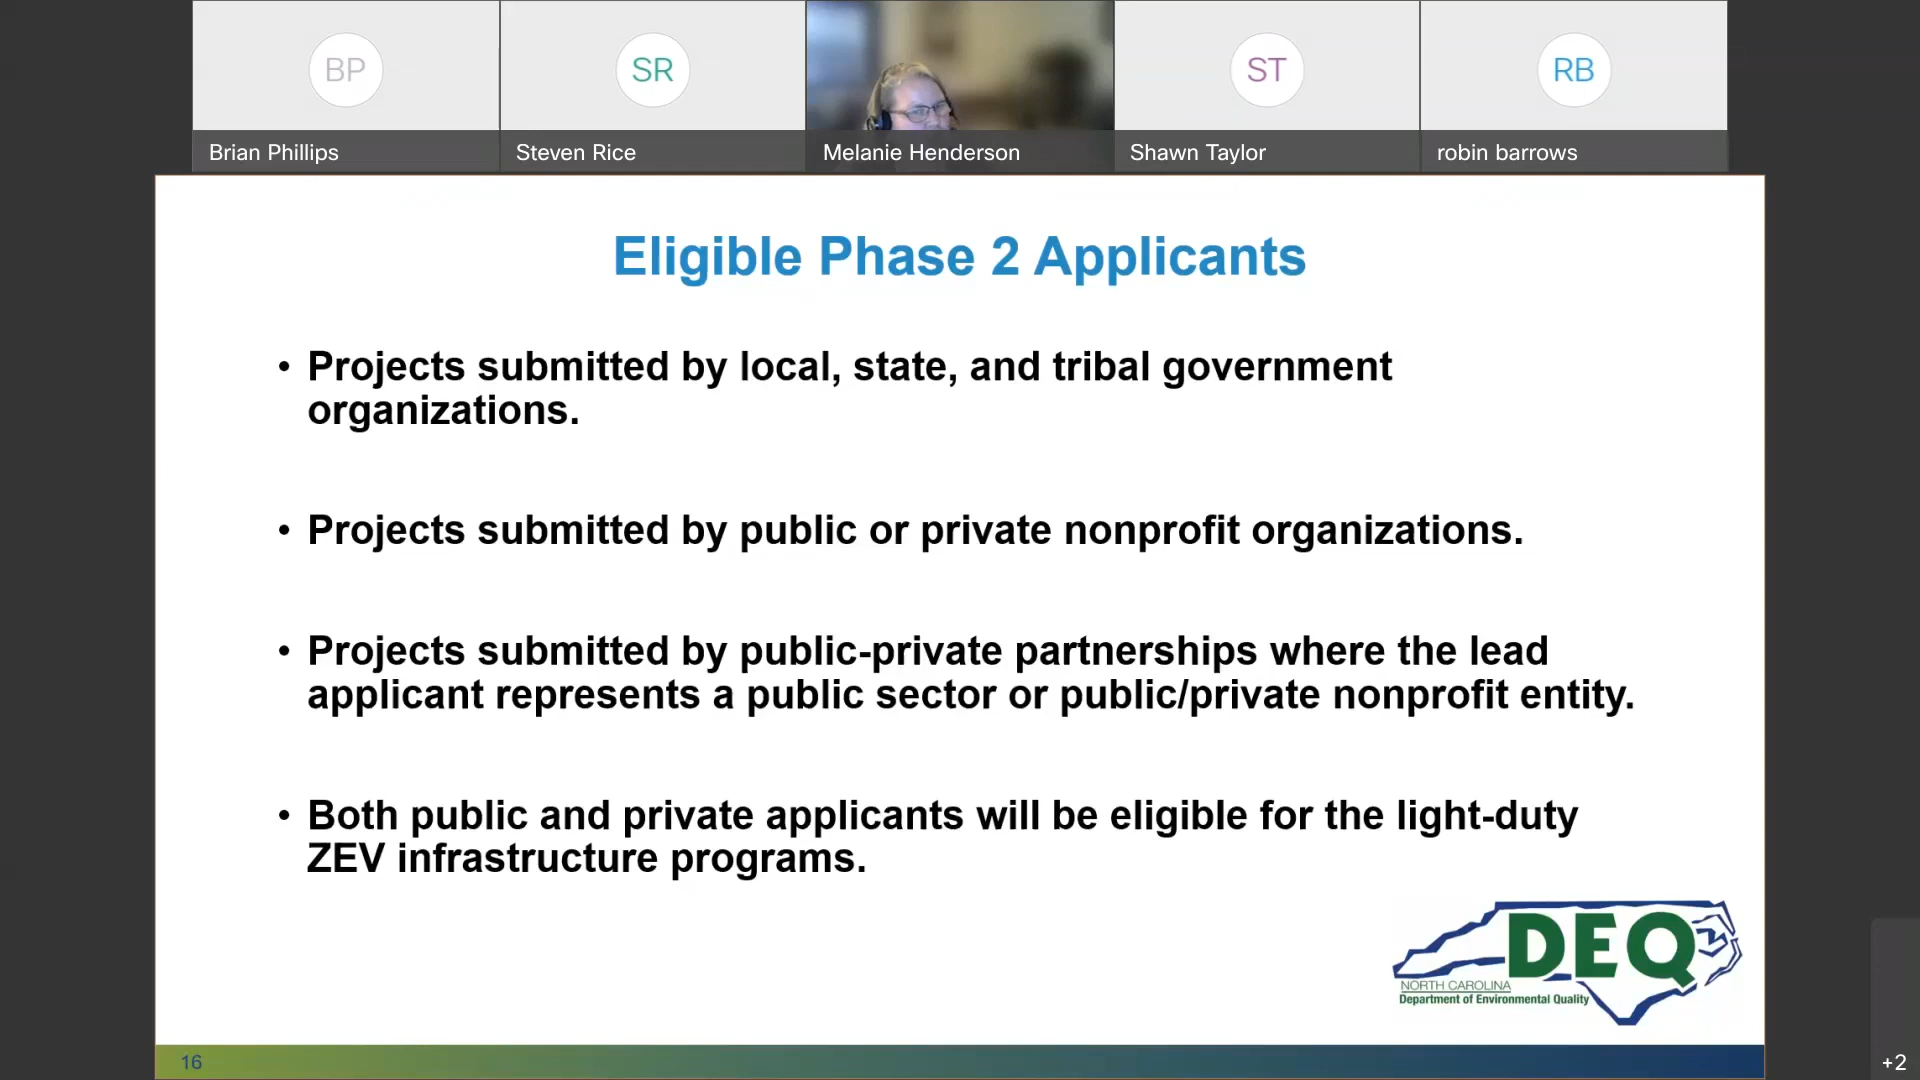 BP
SR
ST
RB
Brian Phillips
Steven Rice
Melanie Henderson
Shawn Taylor
robin barrows
Eligible Phase 2 Applicants
• Projects submitted by local, state, and tribal government
organizations.
• Projects submitted by public or private nonprofit organizations.
• Projects submitted by public-private partnerships where the lead
applicant represents a public sector or public/private nonprofit entity.
• Both public and private applicants will be eligible for the light-duty
ZEV infrastructure programs.
DEQ
NORTH CAROLINA
Department of Environmental Quality
16
+2